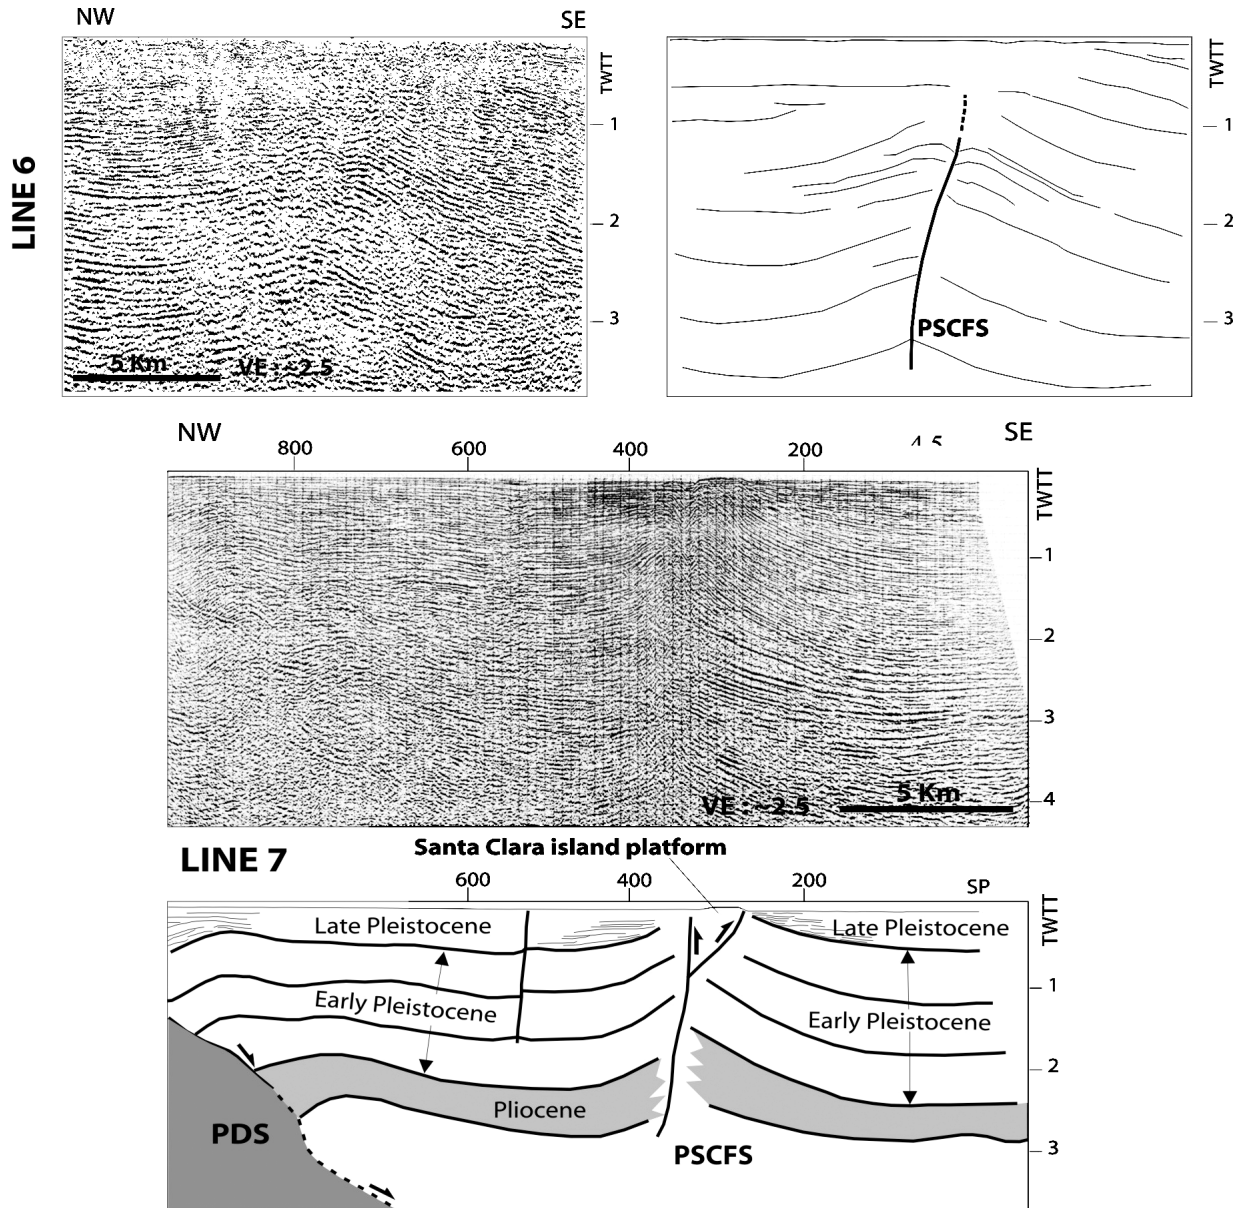 NW
SE
TWTT
1
2
3
LINE 6
5 Km
VE : ~2.5
TWTT
1
2
3
PSCFS
NW
SE
800
600
400
200
4.5
TWTT
1
2
3
4
VE : ~2.5
5 Km
LINE 7
Santa Clara island platform
600
400
200
SP
TWTT
Late Pleistocene
Late Pleistocene
1
Early Pleistocene
Early Pleistocene
2
Pliocene
PDS
PSCFS
3